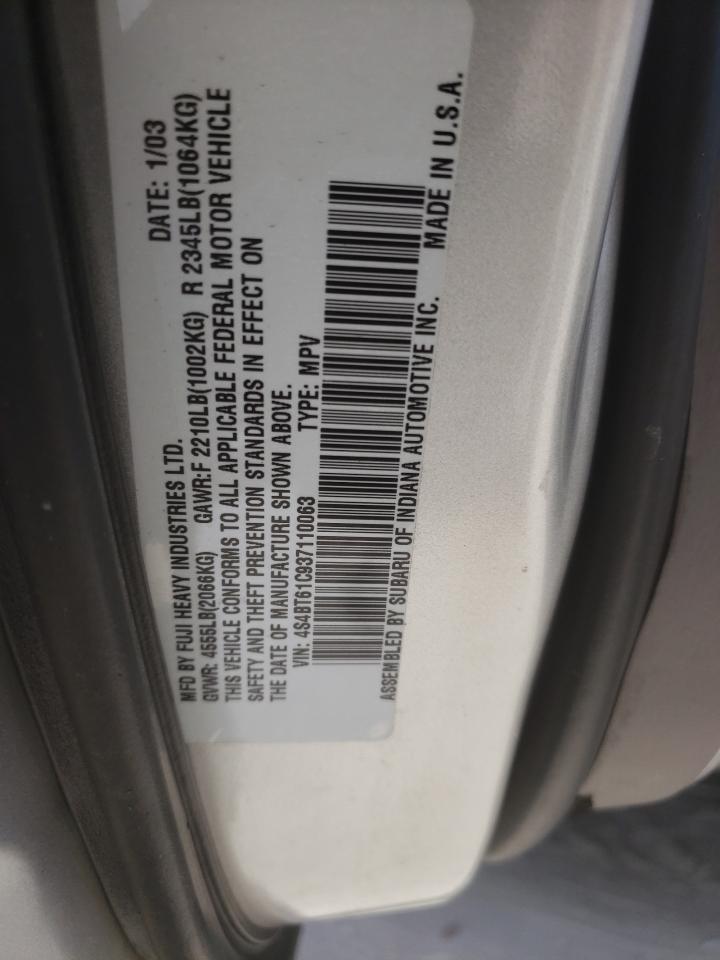 MFD BY FUJI HEAVY INDUSTRIES LTD. DATE: 1/03
GVWR: 4555LB(2066KG) GAWR:F 2210LB(1002KG) R 2345LB(1064KG)
THIS VEHICLE CONFORMS TO ALL APPLICABLE FEDERAL MOTOR VEHICLE
SAFETY AND THEFT PREVENTION STANDARDS IN EFFECT ON
THE DATE OF MANUFACTURE SHOWN ABOVE.
VIN: 4S4BT61C937110063 TYPE: MPV
ASSEMBLED BY SUBARU OF INDIANA AUTOMOTIVE INC. MADE IN U.S.A.